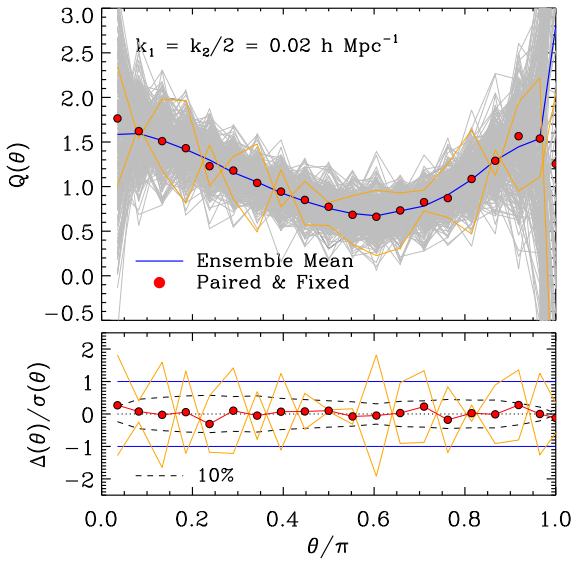 3.0
2.5
2.0
1.5
1.0
0.5
0.0
−0.5
Q(θ)
k₁ = k₂/2 = 0.02 h Mpc⁻¹
Ensemble Mean
Paired & Fixed
2
1
0
−1
−2
Δ(θ)/σ(θ)
10%
0.0 0.2 0.4 0.6 0.8 1.0
θ/π